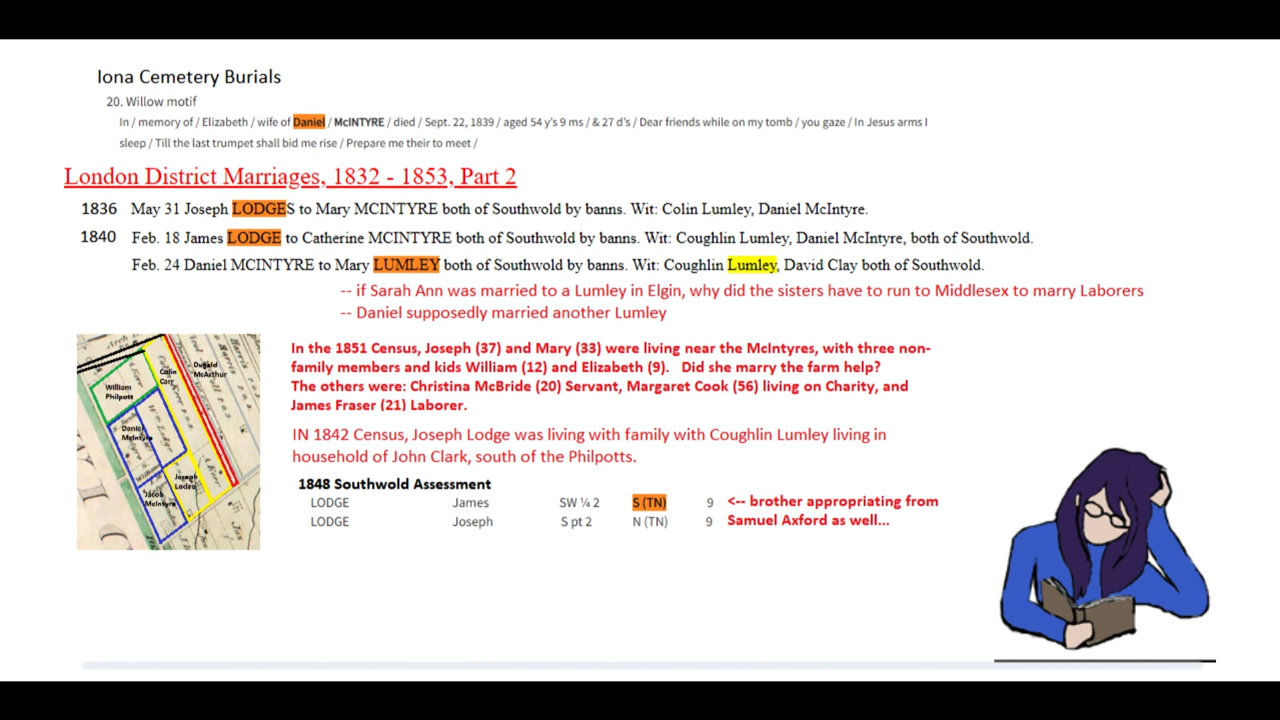 Iona Cemetery Burials
20. Willow motif
In / memory of / Elizabeth / wife of Daniel / McINTYRE / died / Sept. 22, 1839 / aged 54 y's 9 ms / & 27 d's / Dear friends while on my tomb / you gaze / In Jesus arms I
sleep / Till the last trumpet shall bid me rise / Prepare me their to meet /
London District Marriages, 1832 - 1853, Part 2
1836 May 31 Joseph LODGES to Mary MCINTYRE both of Southwold by banns. Wit: Colin Lumley, Daniel McIntyre.
1840 Feb. 18 James LODGE to Catherine MCINTYRE both of Southwold by banns. Wit: Coughlin Lumley, Daniel McIntyre, both of Southwold.
Feb. 24 Daniel MCINTYRE to Mary LUMLEY both of Southwold by banns. Wit: Coughlin Lumley, David Clay both of Southwold.
-- if Sarah Ann was married to a Lumley in Elgin, why did the sisters have to run to Middlesex to marry Laborers
-- Daniel supposedly married another Lumley
In the 1851 Census, Joseph (37) and Mary (33) were living near the McIntyres, with three non-
family members and kids William (12) and Elizabeth (9). Did she marry the farm help?
The others were: Christina McBride (20) Servant, Margaret Cook (56) living on Charity, and
James Fraser (21) Laborer.
IN 1842 Census, Joseph Lodge was living with family with Coughlin Lumley living in
household of John Clark, south of the Philpotts.
1848 Southwold Assessment
LODGE James SW ¼ 2 S (TN) 9 <-- brother appropriating from
LODGE Joseph S pt 2 N (TN) 9 Samuel Axford as well...
Dugald
McArthur
Colin
Carr
William
Philpott
Daniel
McIntyre
Joseph
Lodge
Jacob
McIntyre